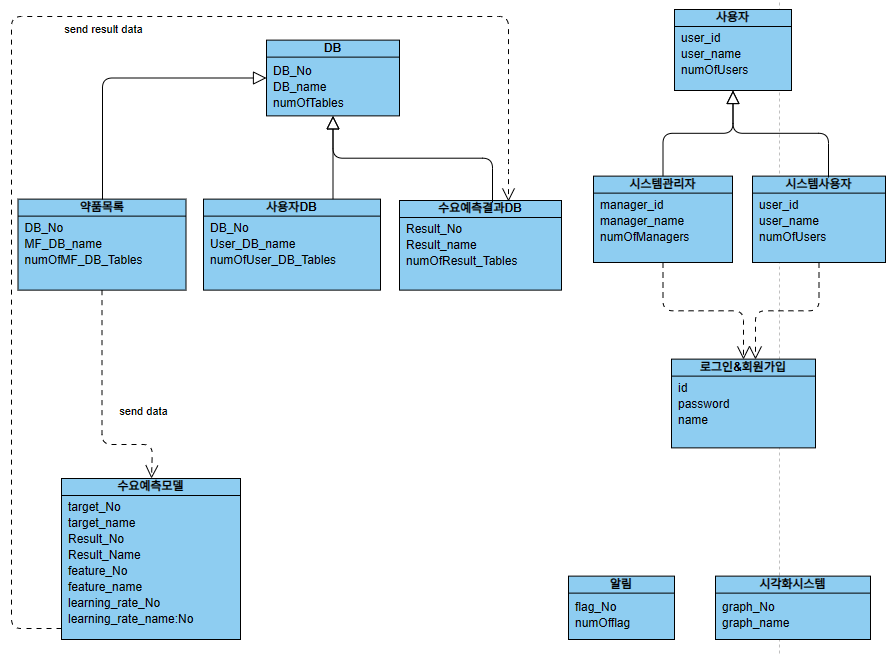 send result data
DB
DB_No
DB_name
numOfTables
사용자
user_id
user_name
numOfUsers
약품목록
DB_No
MF_DB_name
numOfMF_DB_Tables
사용자DB
DB_No
User_DB_name
numOfUser_DB_Tables
수요예측결과DB
Result_No
Result_name
numOfResult_Tables
시스템관리자
manager_id
manager_name
numOfManagers
시스템사용자
user_id
user_name
numOfUsers
로그인&회원가입
id
password
name
send data
수요예측모델
target_No
target_name
Result_No
Result_Name
feature_No
feature_name
learning_rate_No
learning_rate_name:No
알림
flag_No
numOfflag
시각화시스템
graph_No
graph_name